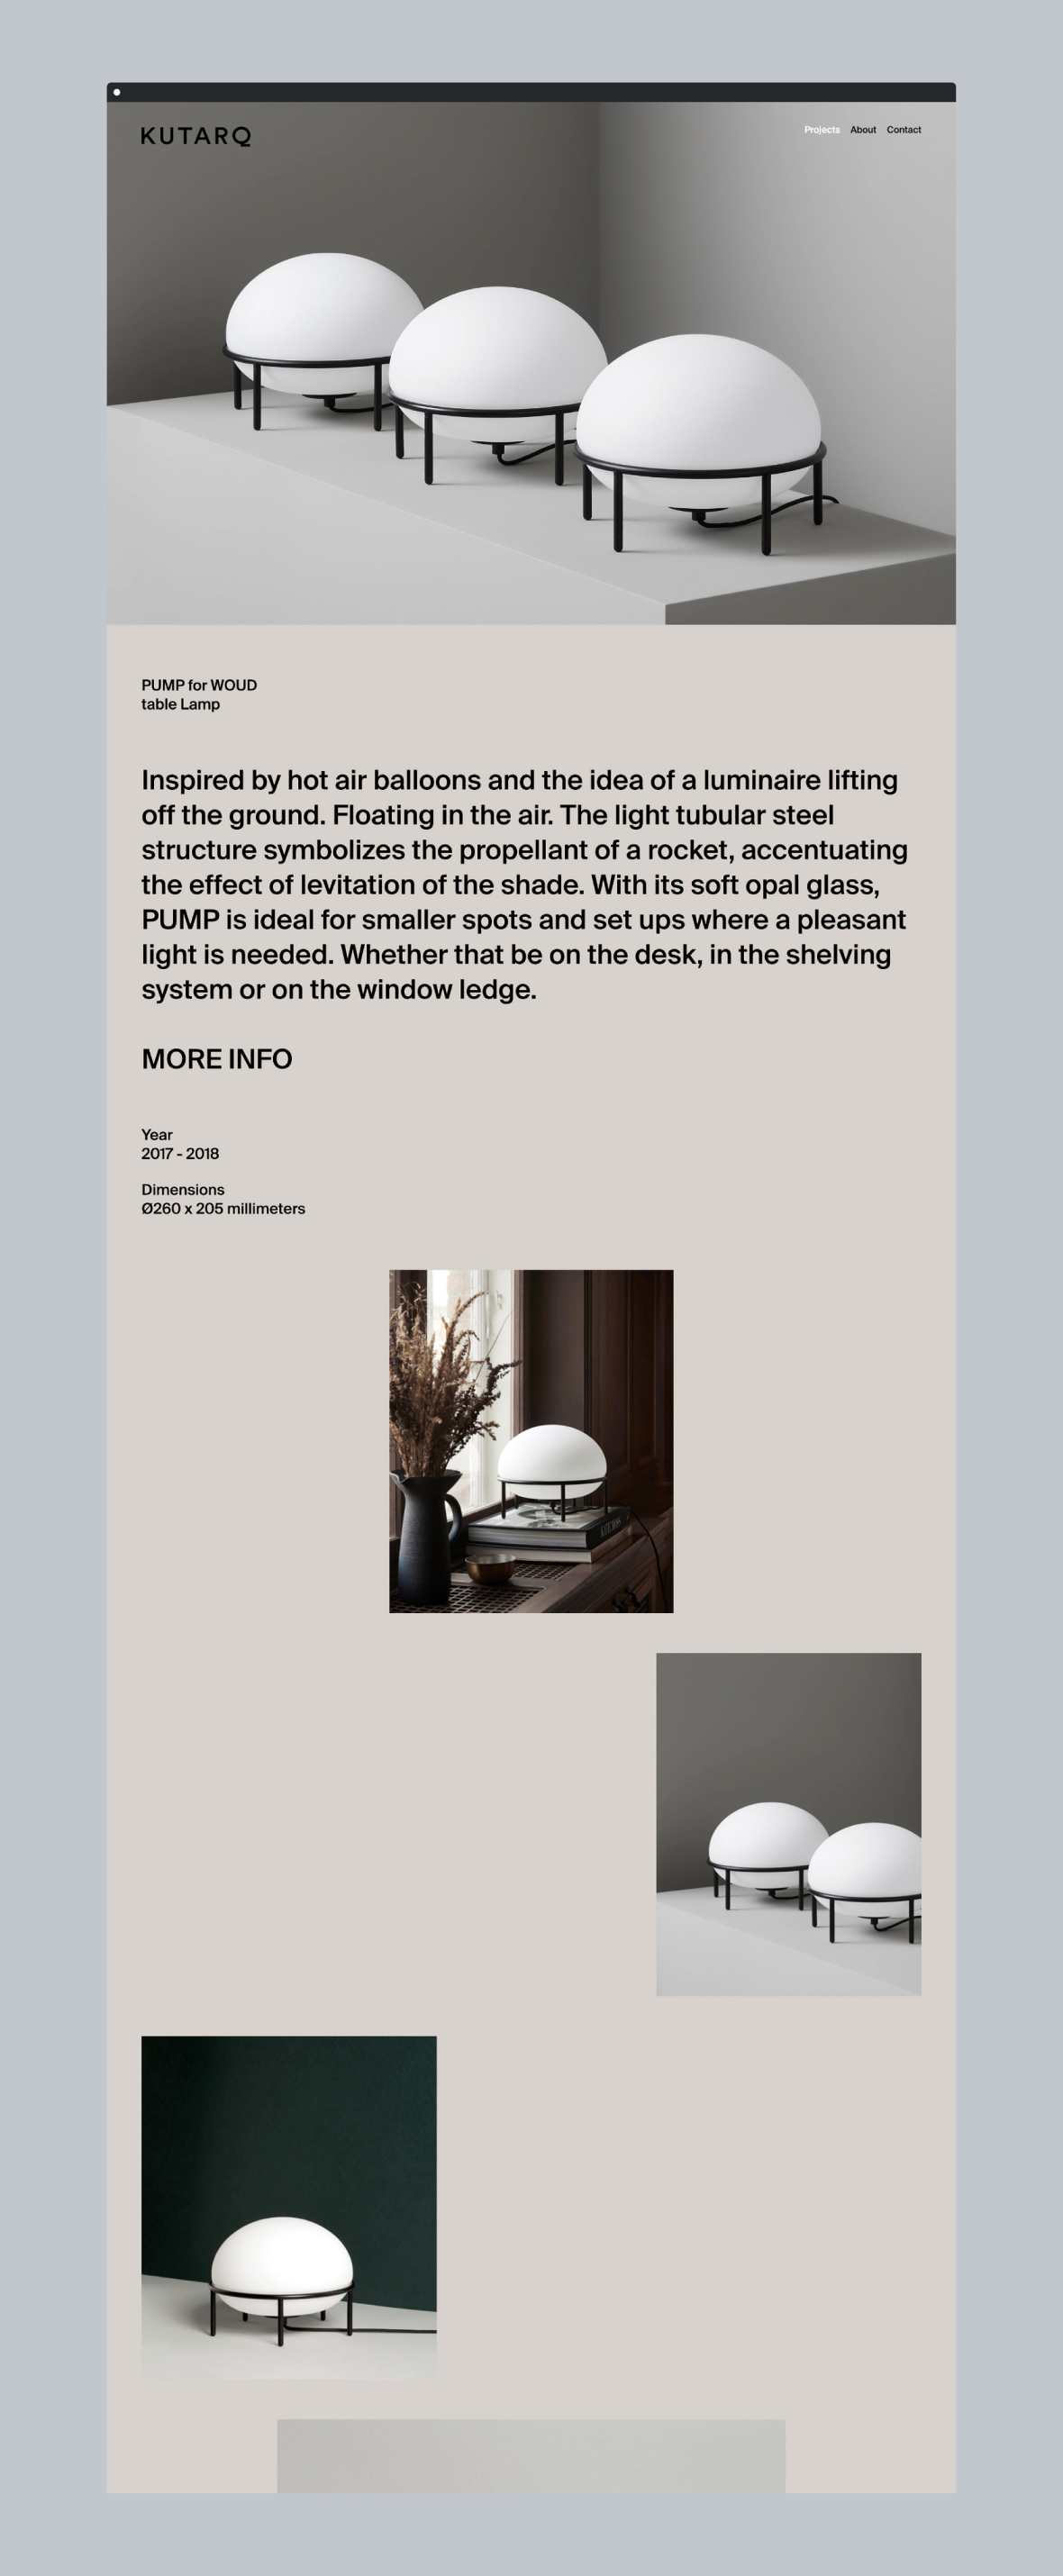 KUTARQ
Projects About Contact
PUMP for WOUD
table Lamp
Inspired by hot air balloons and the idea of a luminaire lifting
off the ground. Floating in the air. The light tubular steel
structure symbolizes the propellant of a rocket, accentuating
the effect of levitation of the shade. With its soft opal glass,
PUMP is ideal for smaller spots and set ups where a pleasant
light is needed. Whether that be on the desk, in the shelving
system or on the window ledge.
MORE INFO
Year
2017 - 2018
Dimensions
Ø260 x 205 millimeters